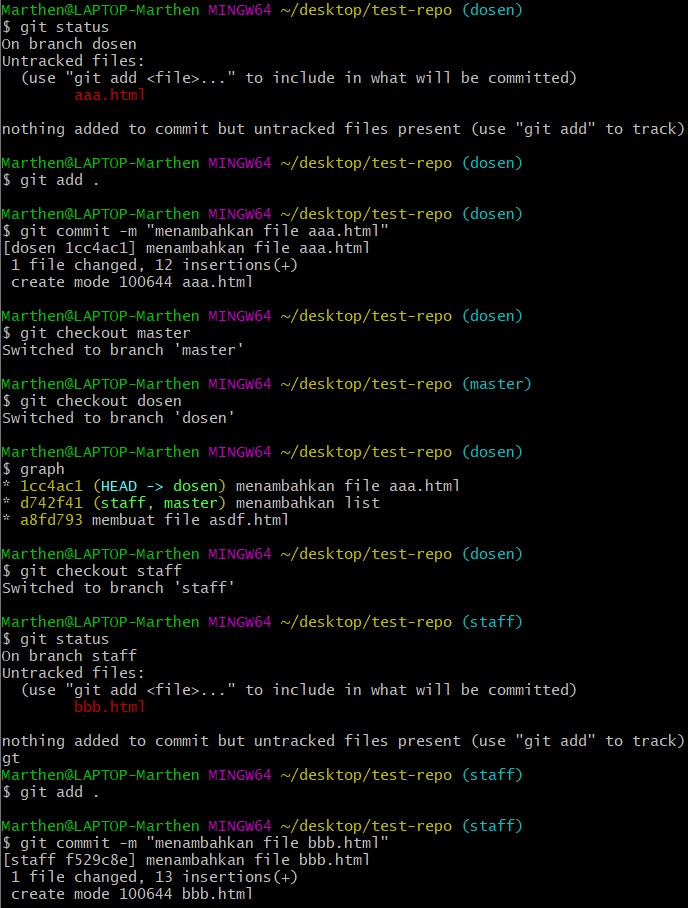 Marthen@LAPTOP-Marthen MINGW64 ~/desktop/test-repo (dosen)
$ git status
On branch dosen
Untracked files:
  (use "git add <file>..." to include in what will be committed)
        aaa.html

nothing added to commit but untracked files present (use "git add" to track)

Marthen@LAPTOP-Marthen MINGW64 ~/desktop/test-repo (dosen)
$ git add .

Marthen@LAPTOP-Marthen MINGW64 ~/desktop/test-repo (dosen)
$ git commit -m "menambahkan file aaa.html"
[dosen 1cc4ac1] menambahkan file aaa.html
 1 file changed, 12 insertions(+)
 create mode 100644 aaa.html

Marthen@LAPTOP-Marthen MINGW64 ~/desktop/test-repo (dosen)
$ git checkout master
Switched to branch 'master'

Marthen@LAPTOP-Marthen MINGW64 ~/desktop/test-repo (master)
$ git checkout dosen
Switched to branch 'dosen'

Marthen@LAPTOP-Marthen MINGW64 ~/desktop/test-repo (dosen)
$ graph
* 1cc4ac1 (HEAD -> dosen) menambahkan file aaa.html
* d742f41 (staff, master) menambahkan list
* a8fd793 membuat file asdf.html

Marthen@LAPTOP-Marthen MINGW64 ~/desktop/test-repo (dosen)
$ git checkout staff
Switched to branch 'staff'

Marthen@LAPTOP-Marthen MINGW64 ~/desktop/test-repo (staff)
$ git status
On branch staff
Untracked files:
  (use "git add <file>..." to include in what will be committed)
        bbb.html

nothing added to commit but untracked files present (use "git add" to track)
gt
Marthen@LAPTOP-Marthen MINGW64 ~/desktop/test-repo (staff)
$ git add .

Marthen@LAPTOP-Marthen MINGW64 ~/desktop/test-repo (staff)
$ git commit -m "menambahkan file bbb.html"
[staff f529c8e] menambahkan file bbb.html
 1 file changed, 13 insertions(+)
 create mode 100644 bbb.html